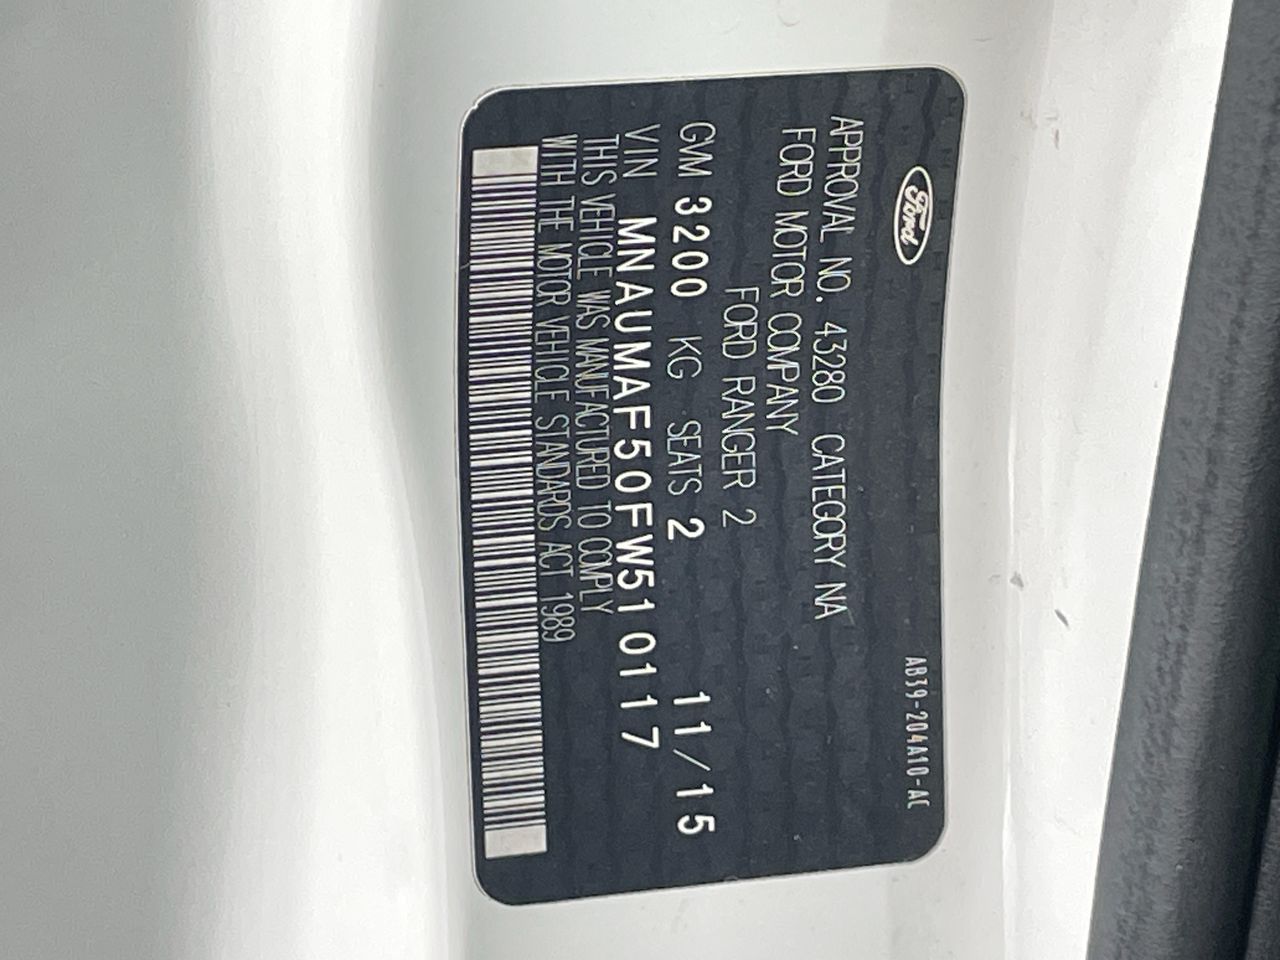 Ford
AB39-204A10-AC
APPROVAL NO. 43280 CATEGORY NA
FORD MOTOR COMPANY
FORD RANGER 2
GVM 3200 KG SEATS 2 11/15
VIN MNAUMAF50FW510117
THIS VEHICLE WAS MANUFACTURED TO COMPLY
WITH THE MOTOR VEHICLE STANDARDS ACT 1989